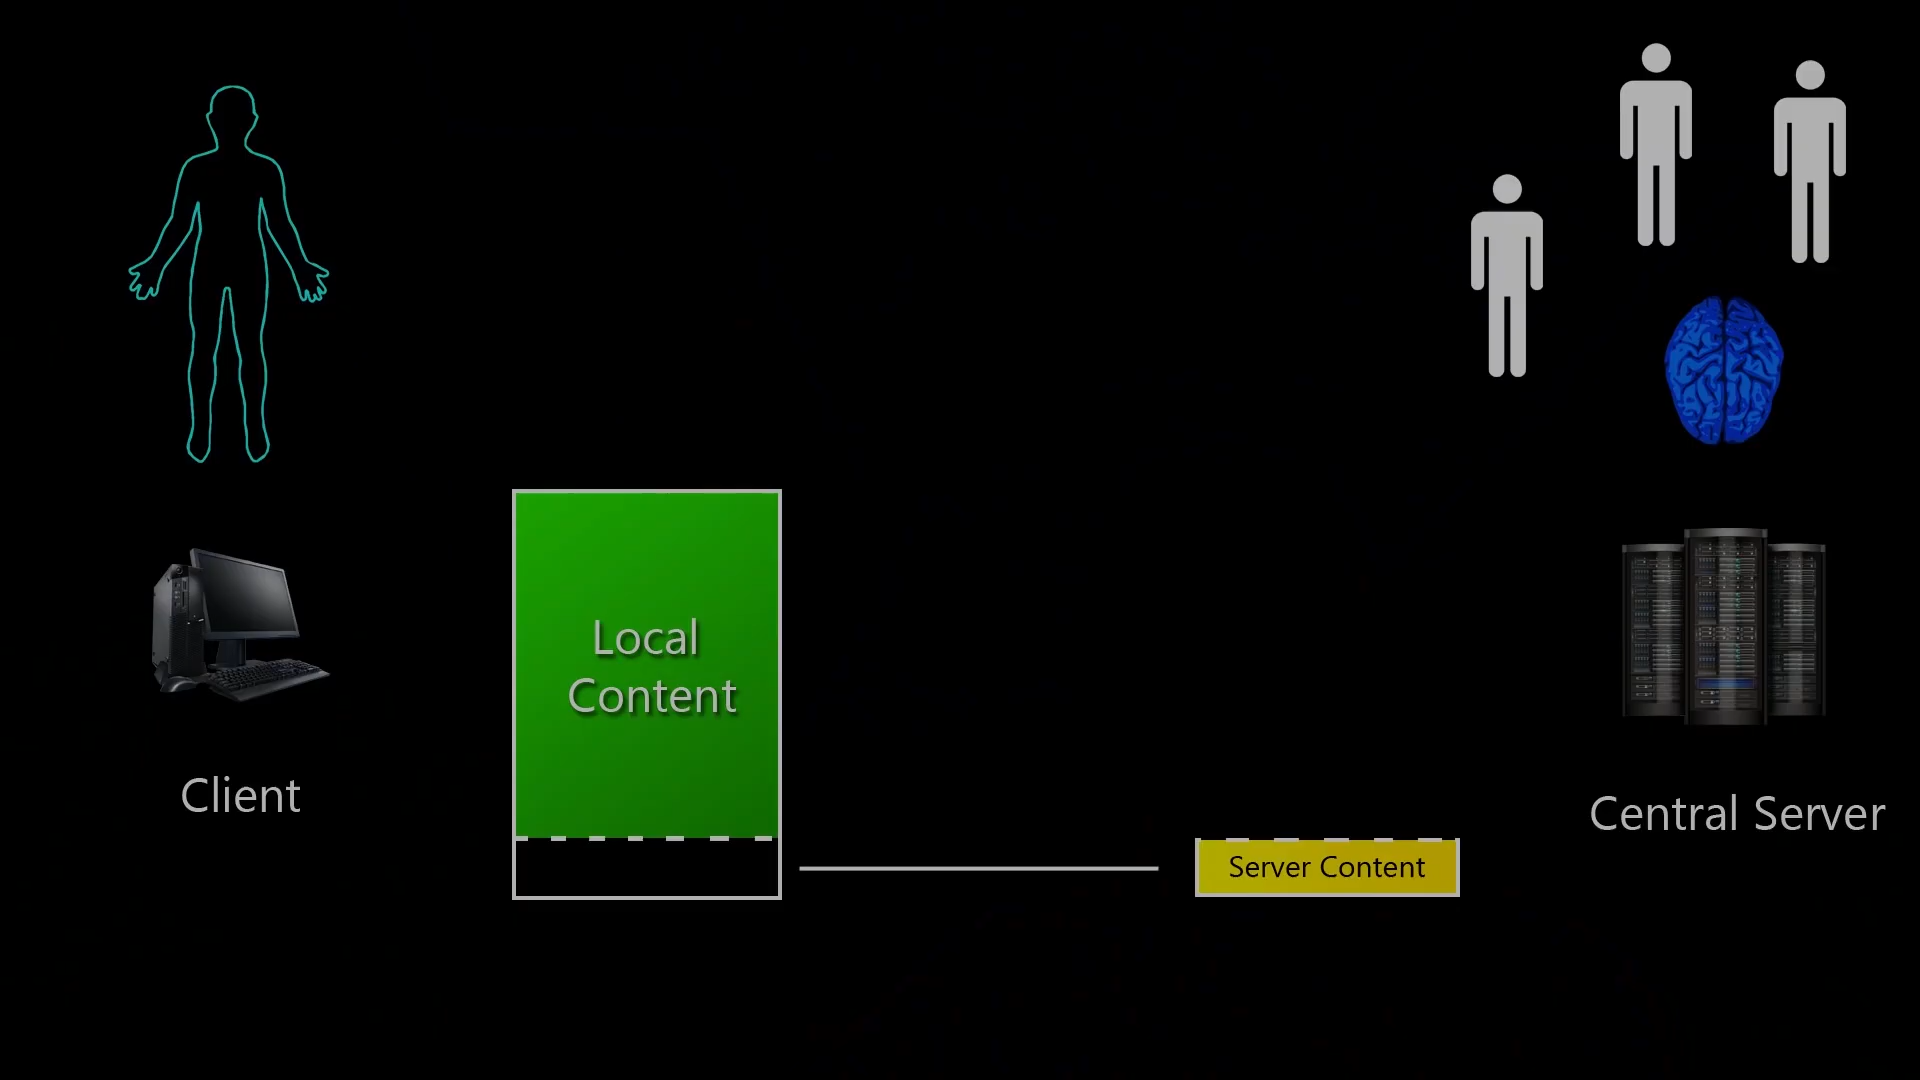 Local
Content
Client
Server Content
Central Server